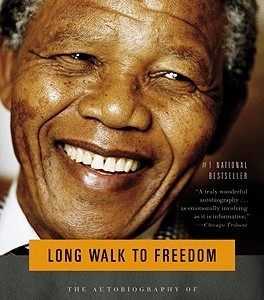 #1 NATIONAL
BESTSELLER
"A truly wonderful
autobiography . . .
as emotionally involving
as it is informative."
—Chicago Tribune
LONG WALK TO FREEDOM
THE AUTOBIOGRAPHY OF